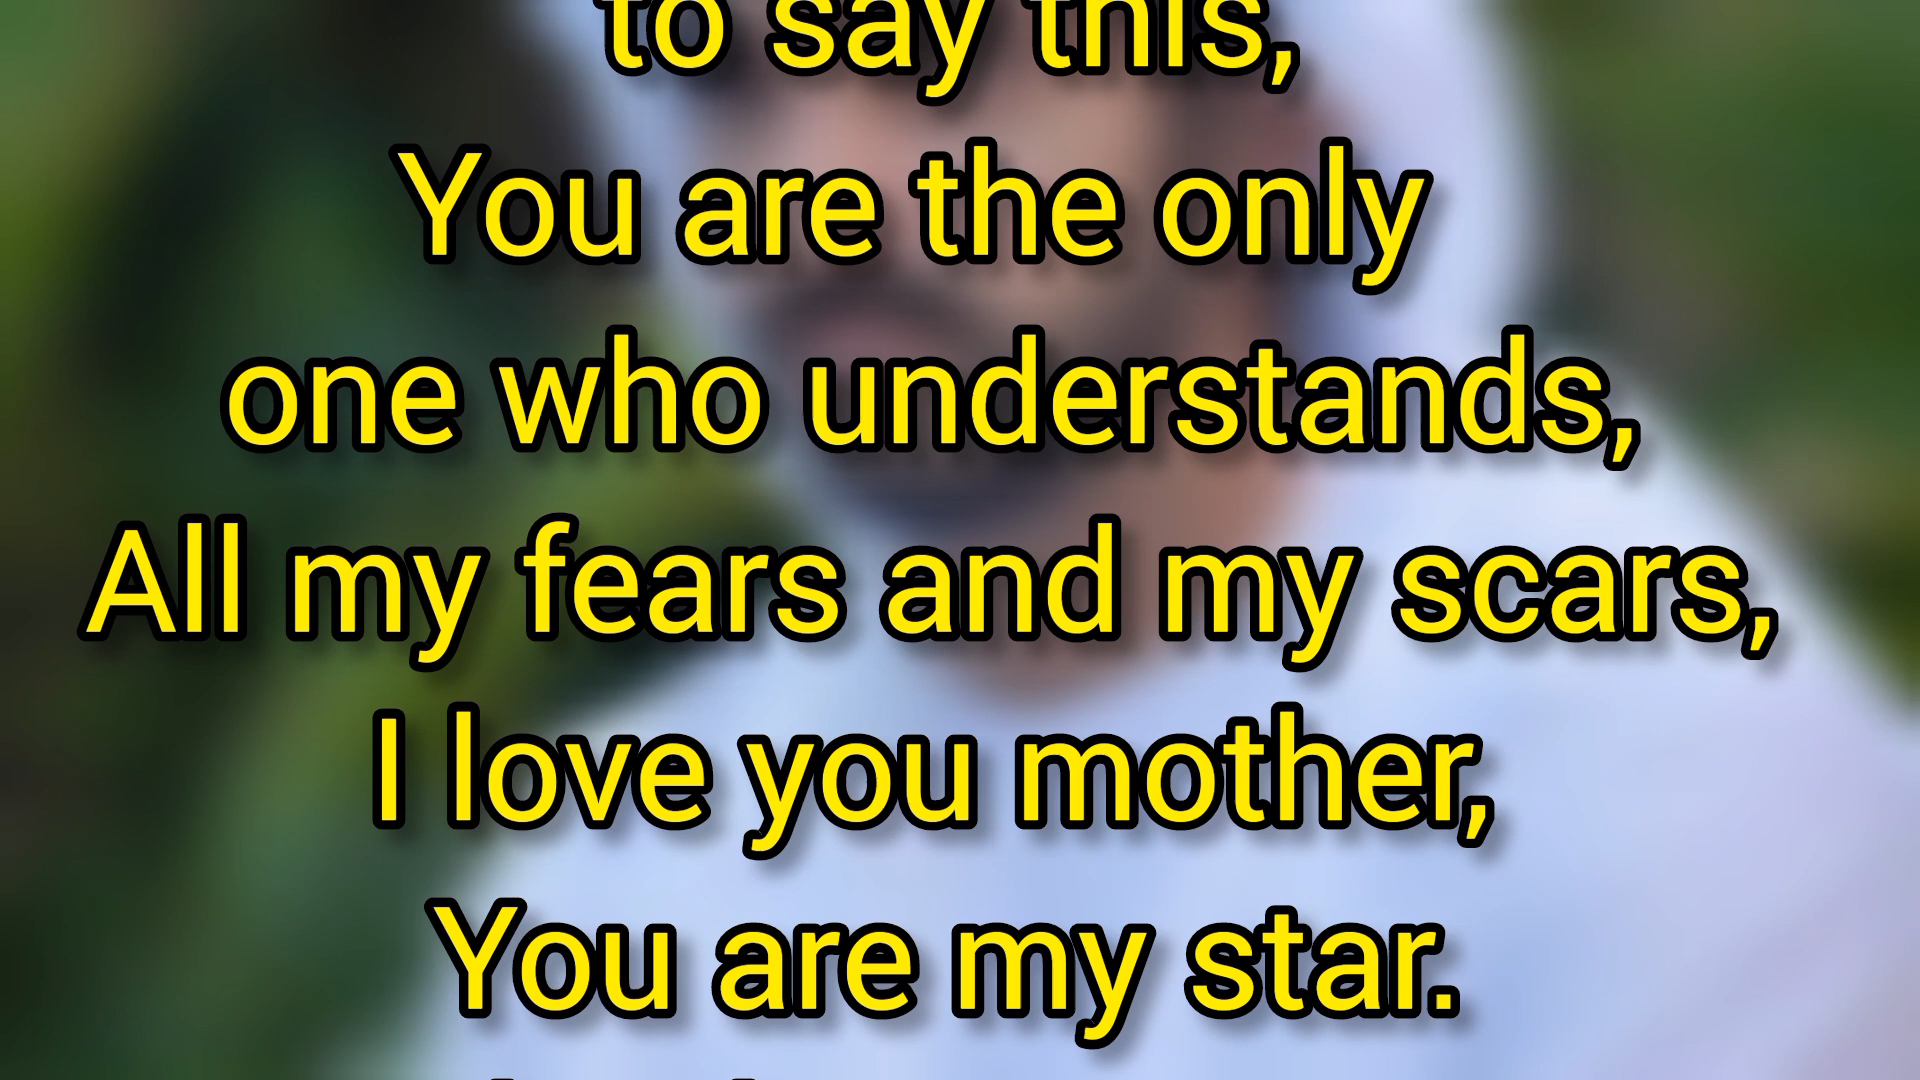 to say this,
You are the only
one who understands,
All my fears and my scars,
I love you mother,
You are my star.